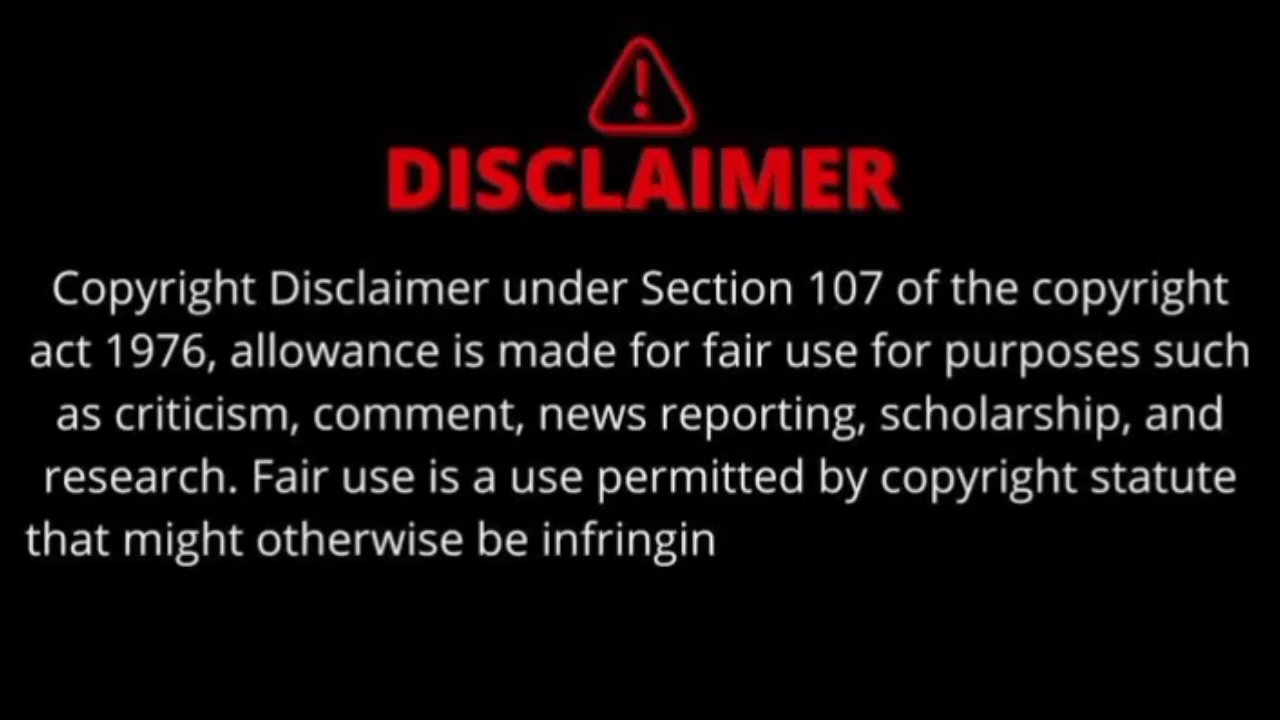 DISCLAIMER
Copyright Disclaimer under Section 107 of the copyright
act 1976, allowance is made for fair use for purposes such
as criticism, comment, news reporting, scholarship, and
research. Fair use is a use permitted by copyright statute
that might otherwise be infringin